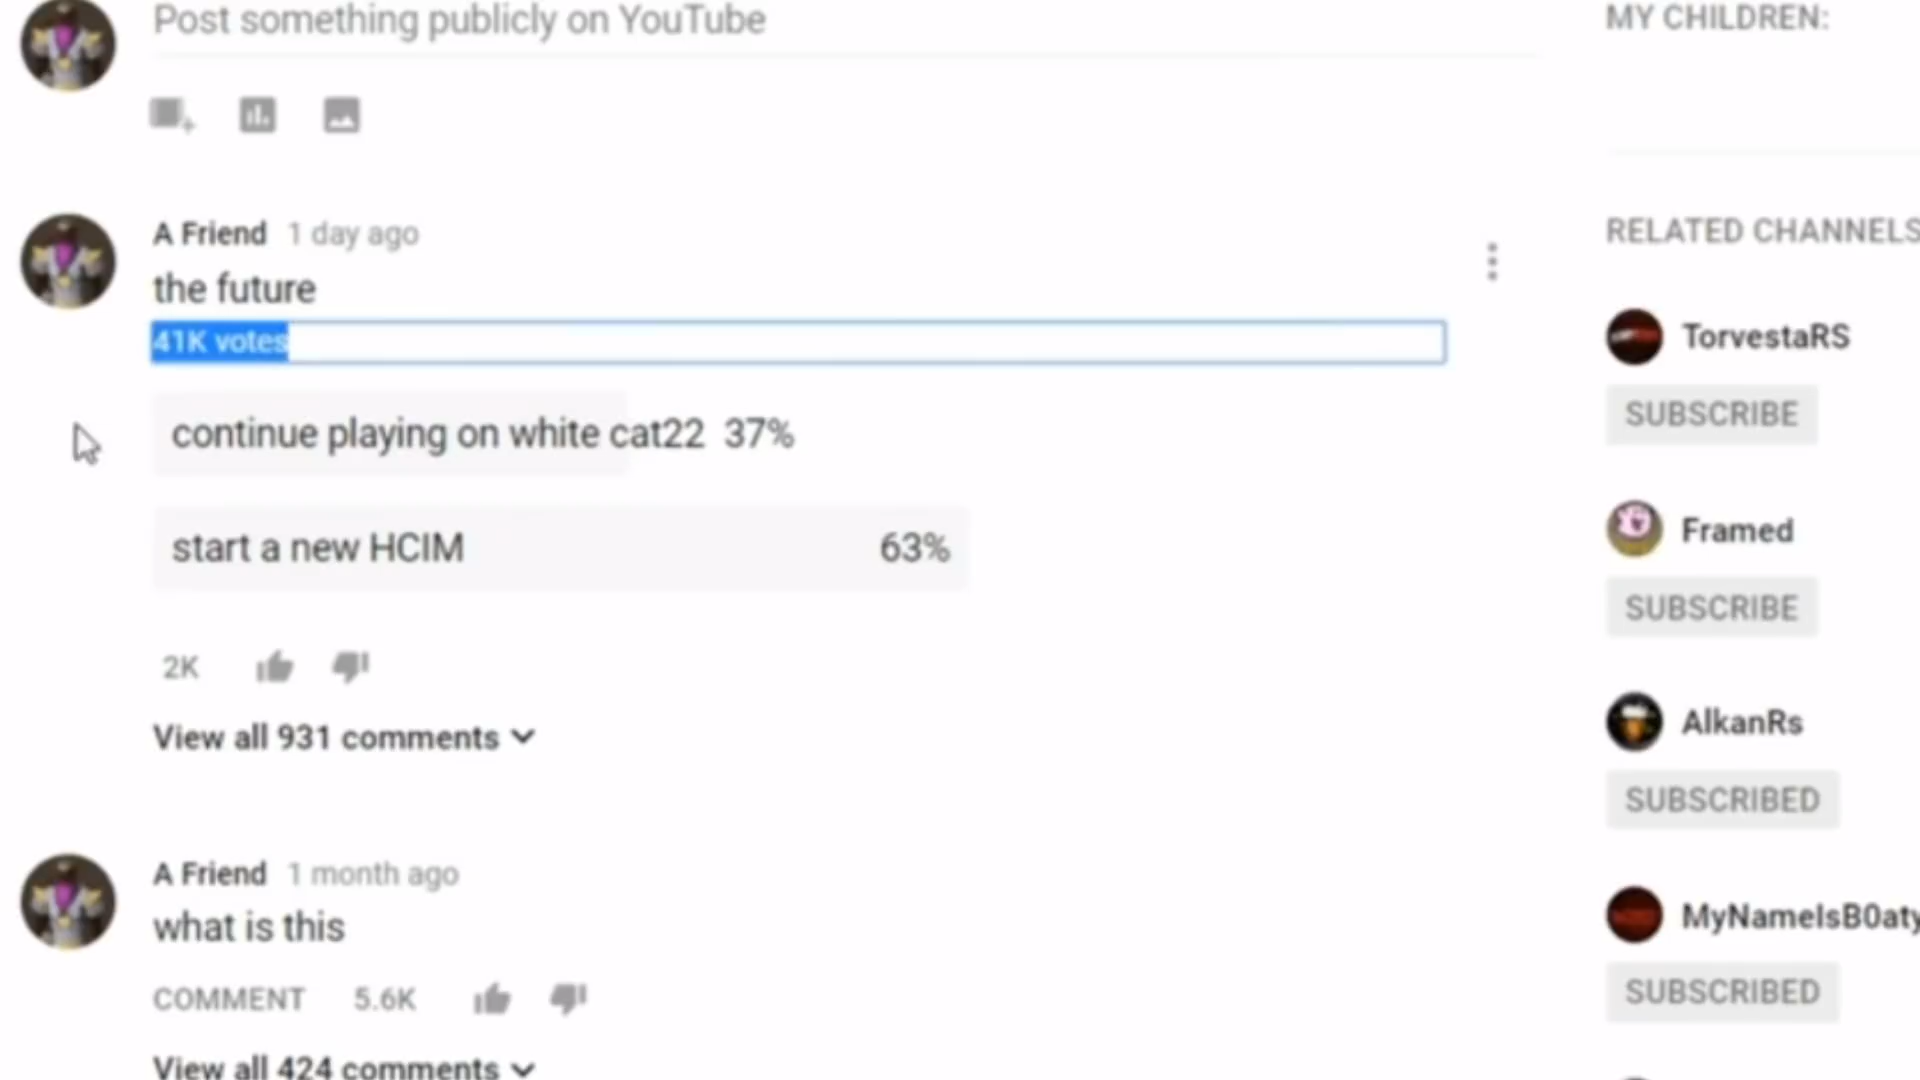 Post something publicly on YouTube
A Friend 1 day ago
the future
41K votes
continue playing on white cat22 37%
start a new HCIM 63%
2K
View all 931 comments
A Friend 1 month ago
what is this
COMMENT 5.6K
View all 424 comments
MY CHILDREN:
RELATED CHANNELS
TorvestaRS
SUBSCRIBE
Framed
SUBSCRIBE
AlkanRs
SUBSCRIBED
MyNameIsB0aty
SUBSCRIBED